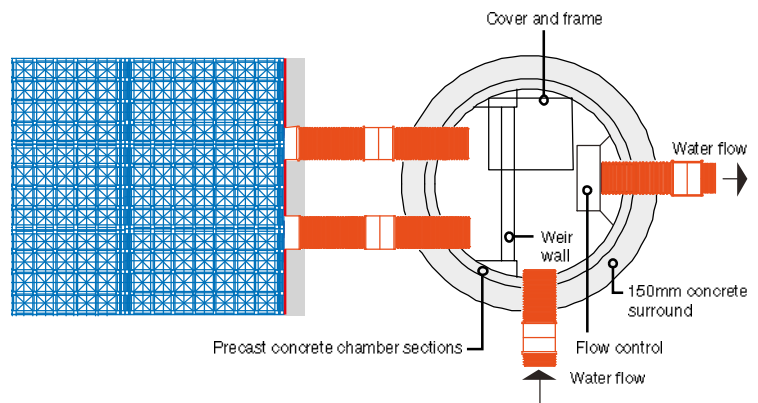 Cover and frame
Water flow
Weir
wall
150mm concrete
surround
Precast concrete chamber sections
Flow control
Water flow